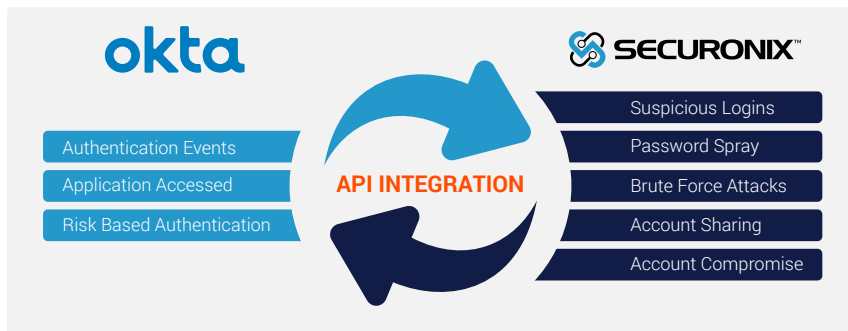 okta
SECURONIX™
Authentication Events
Application Accessed
Risk Based Authentication
API INTEGRATION
Suspicious Logins
Password Spray
Brute Force Attacks
Account Sharing
Account Compromise